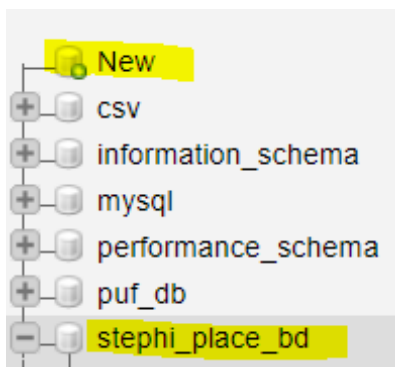 New
csv
information_schema
mysql
performance_schema
puf_db
stephi_place_bd